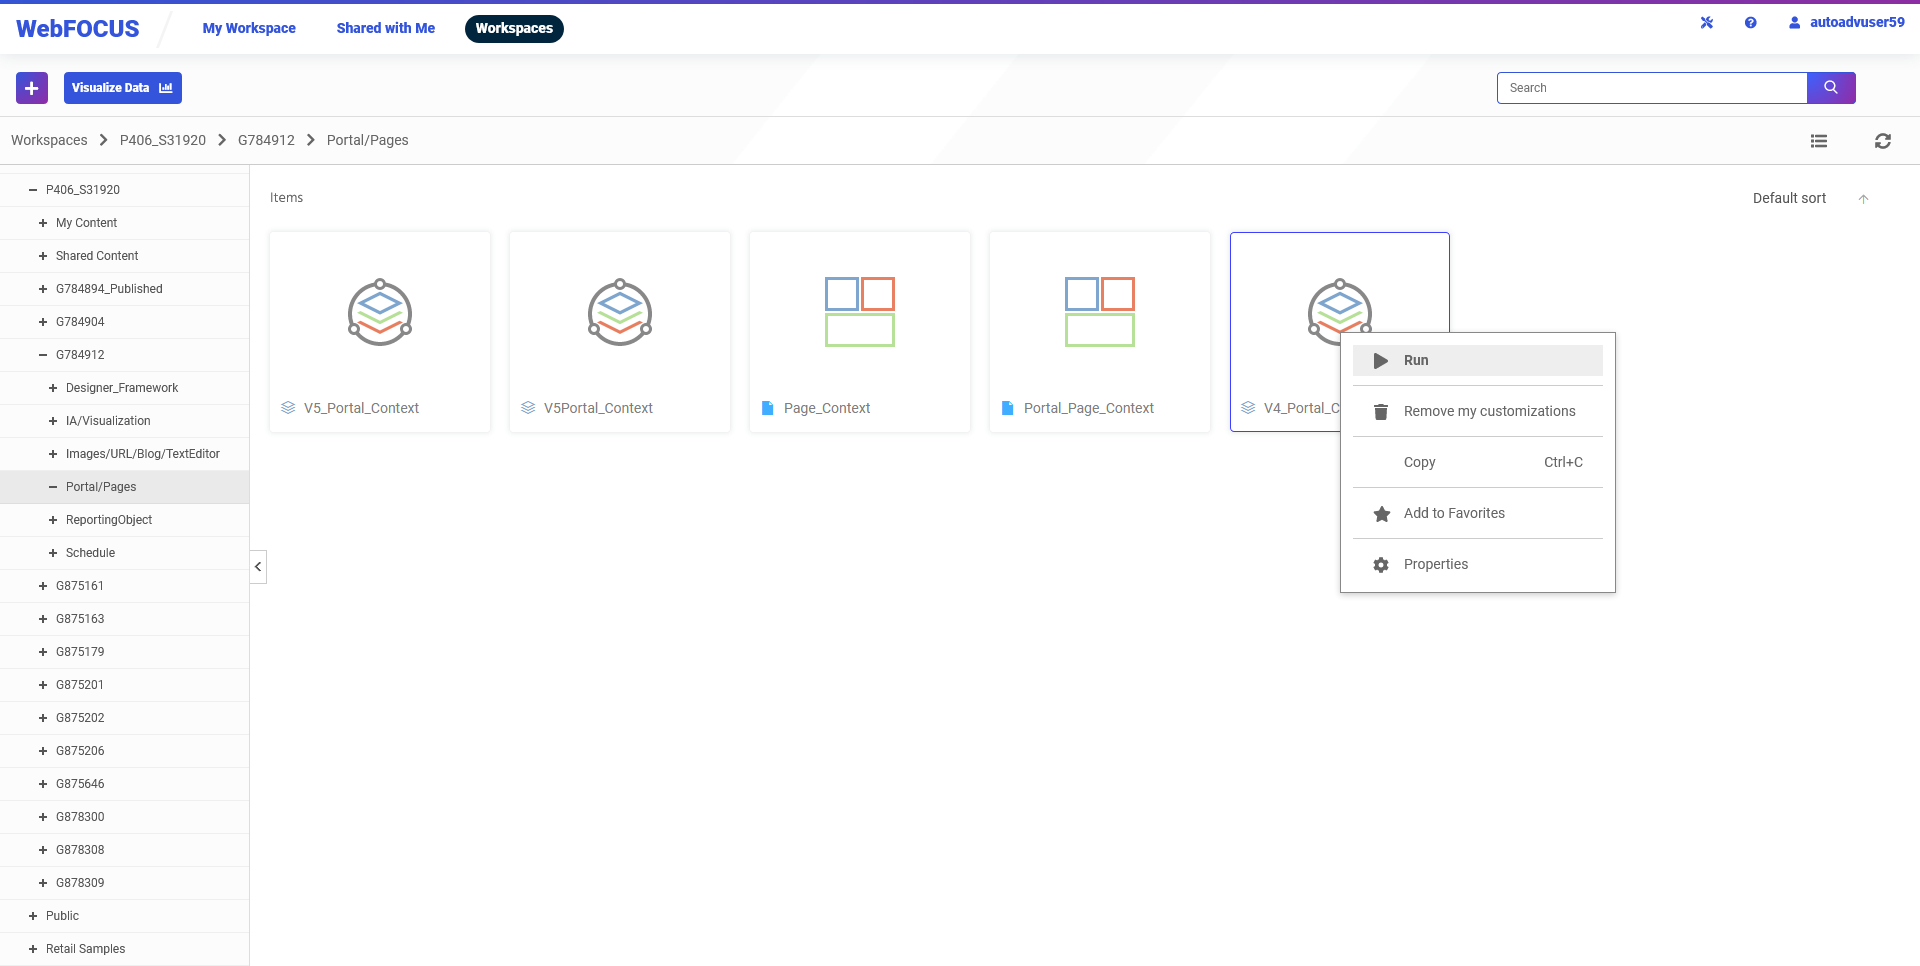 WebFOCUS
My Workspace
Shared with Me
Workspaces
autoadvuser59
Visualize Data
Search
Workspaces
P406_S31920
G784912
Portal/Pages
P406_S31920
My Content
Shared Content
G784894_Published
G784904
G784912
Designer_Framework
IA/Visualization
Images/URL/Blog/TextEditor
Portal/Pages
ReportingObject
Schedule
G875161
G875163
G875179
G875201
G875202
G875206
G875646
G878300
G878308
G878309
Public
Retail Samples
Items
Default sort
V5_Portal_Context
V5Portal_Context
Page_Context
Portal_Page_Context
V4_Portal_C
Run
Remove my customizations
Copy Ctrl+C
Add to Favorites
Properties